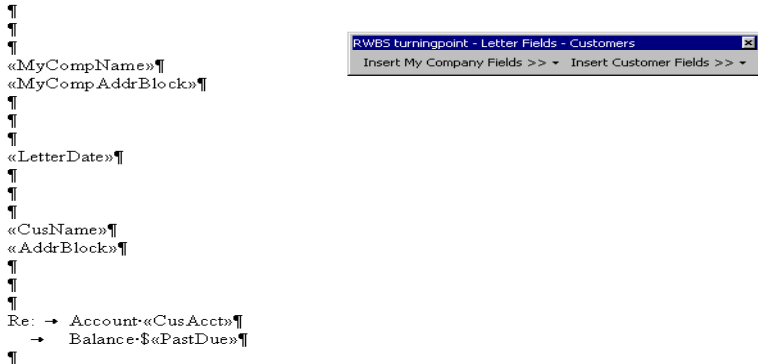 ¶
¶
¶
«MyCompName»¶
«MyCompAddrBlock»¶
¶
¶
¶
«LetterDate»¶
¶
¶
¶
«CusName»¶
«AddrBlock»¶
¶
¶
¶
Re: → Account·«CusAcct»¶
→ Balance·$«PastDue»¶
¶
RWBS turningpoint - Letter Fields - Customers
Insert My Company Fields >> Insert Customer Fields >>